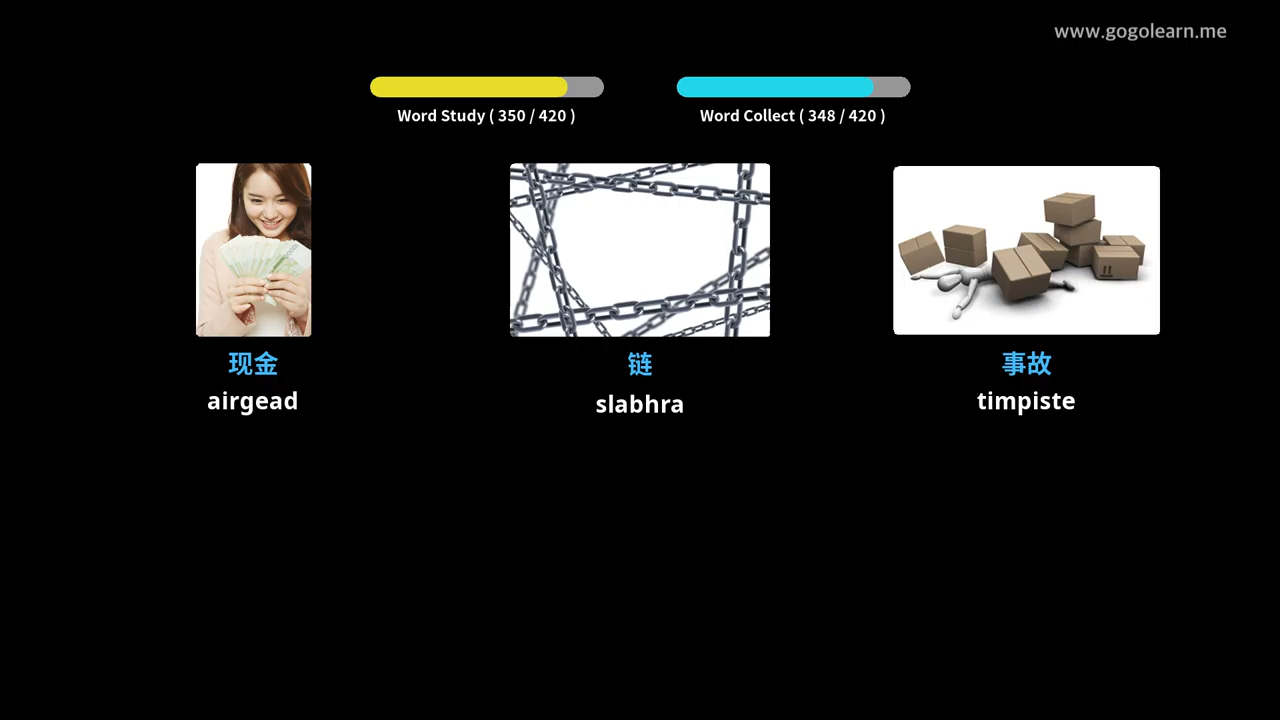 www.gogolearn.me
Word Study ( 350 / 420 )
Word Collect ( 348 / 420 )
现金
airgead
链
slabhra
事故
timpiste